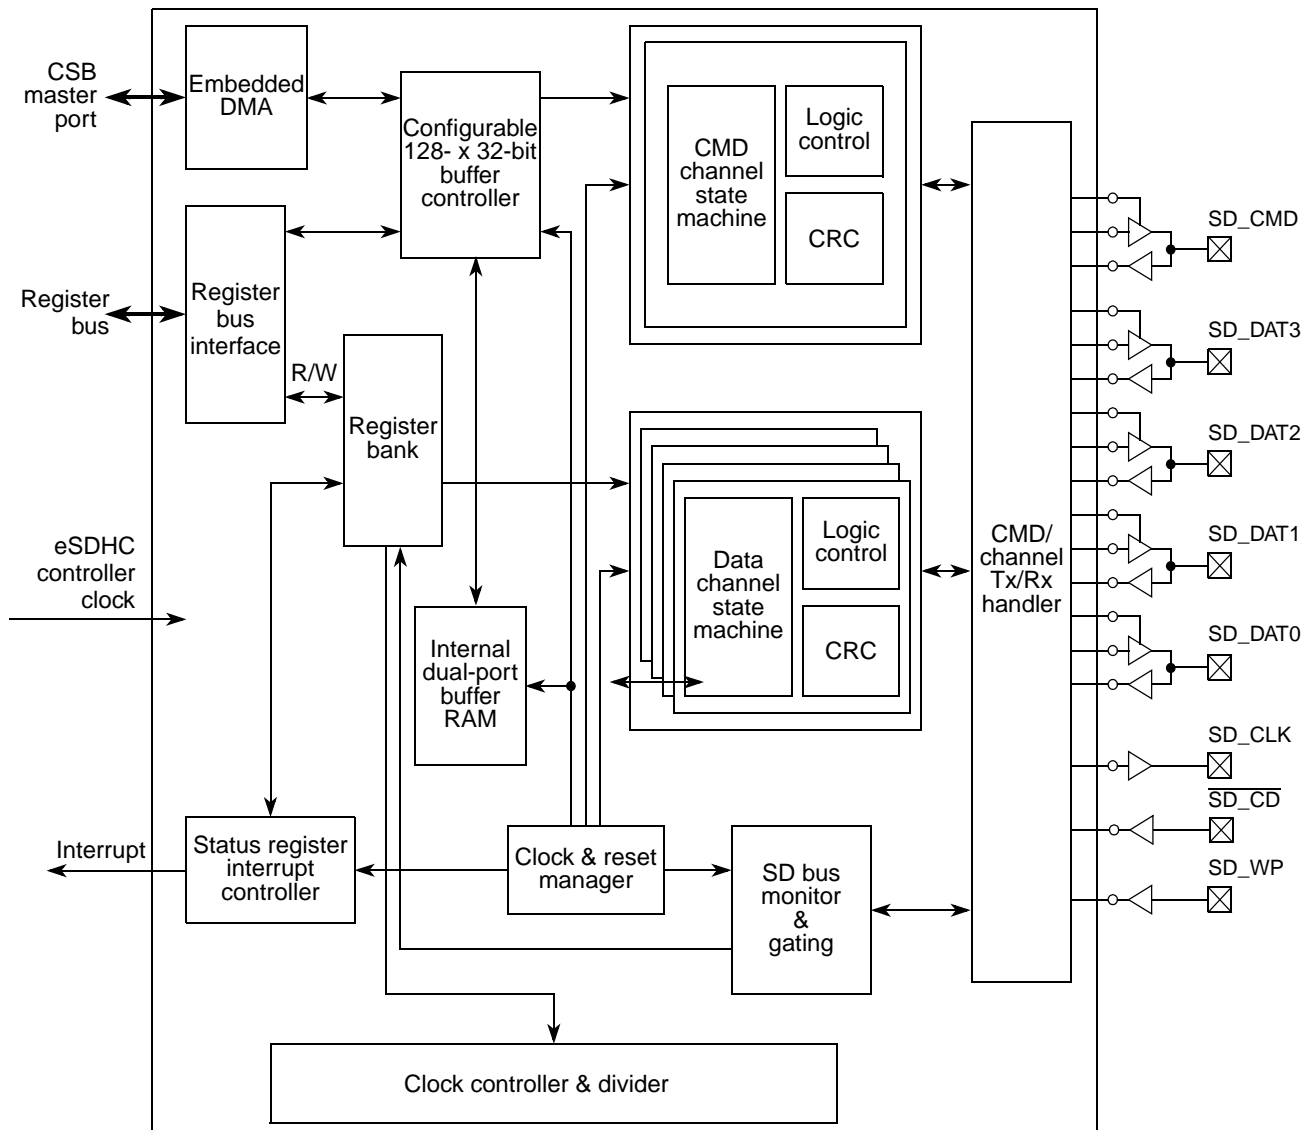 CSB
master
port
Embedded
DMA
Configurable
128- x 32-bit
buffer
controller
CMD
channel
state
machine
Logic
control
CRC
Register
bus
Register
bus
interface
R/W
Register
bank
eSDHC
controller
clock
Internal
dual-port
buffer
RAM
Data
channel
state
machine
Logic
control
CRC
CMD/
channel
Tx/Rx
handler
SD_CMD
SD_DAT3
SD_DAT2
SD_DAT1
SD_DAT0
SD_CLK
SD_CD
SD_WP
Interrupt
Status register
interrupt
controller
Clock & reset
manager
SD bus
monitor
&
gating
Clock controller & divider